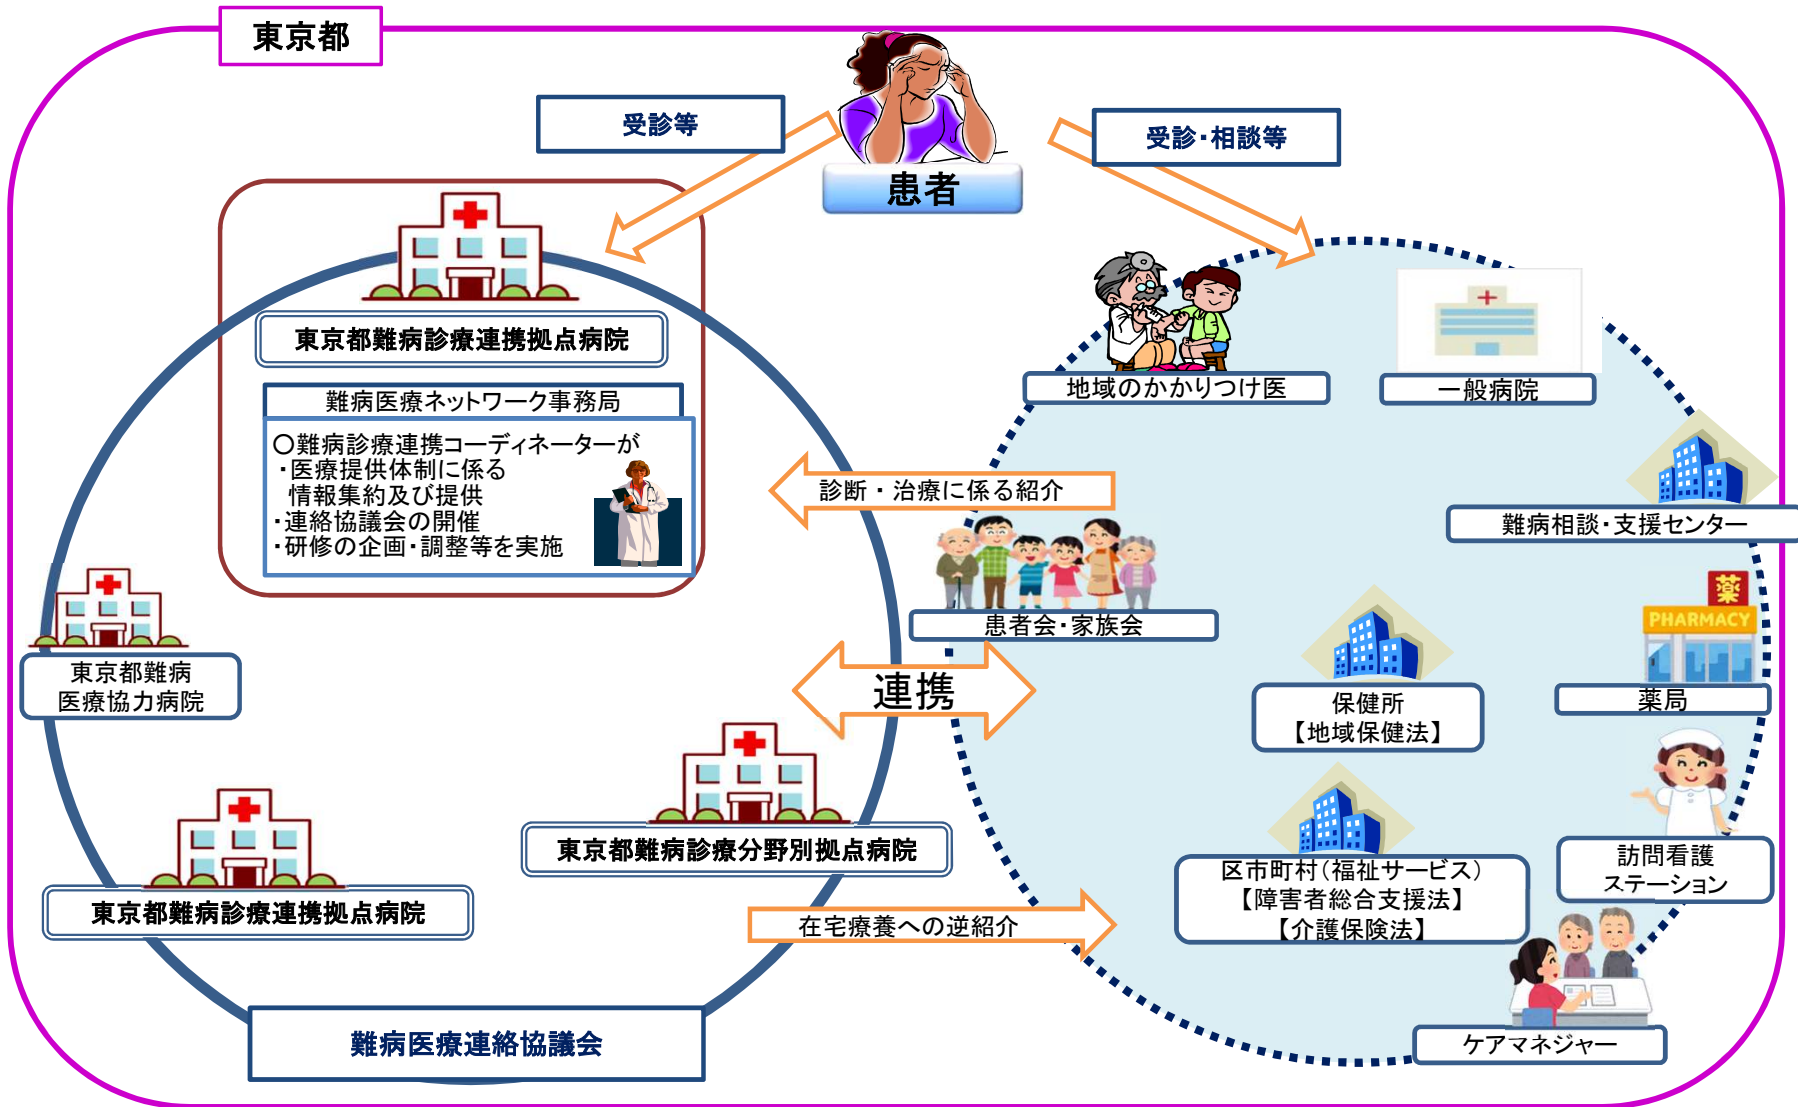 東京都
受診等
受診・相談等
患者
東京都難病診療連携拠点病院
難病医療ネットワーク事務局
〇難病診療連携コーディネーターが
・医療提供体制に係る
情報集約及び提供
・連絡協議会の開催
・研修の企画・調整等を実施
地域のかかりつけ医
一般病院
診断・治療に係る紹介
難病相談・支援センター
患者会・家族会
薬
PHARMACY
薬局
東京都難病
医療協力病院
連携
保健所
【地域保健法】
東京都難病診療分野別拠点病院
訪問看護
ステーション
区市町村(福祉サービス)
【障害者総合支援法】
【介護保険法】
東京都難病診療連携拠点病院
在宅療養への逆紹介
難病医療連絡協議会
ケアマネジャー